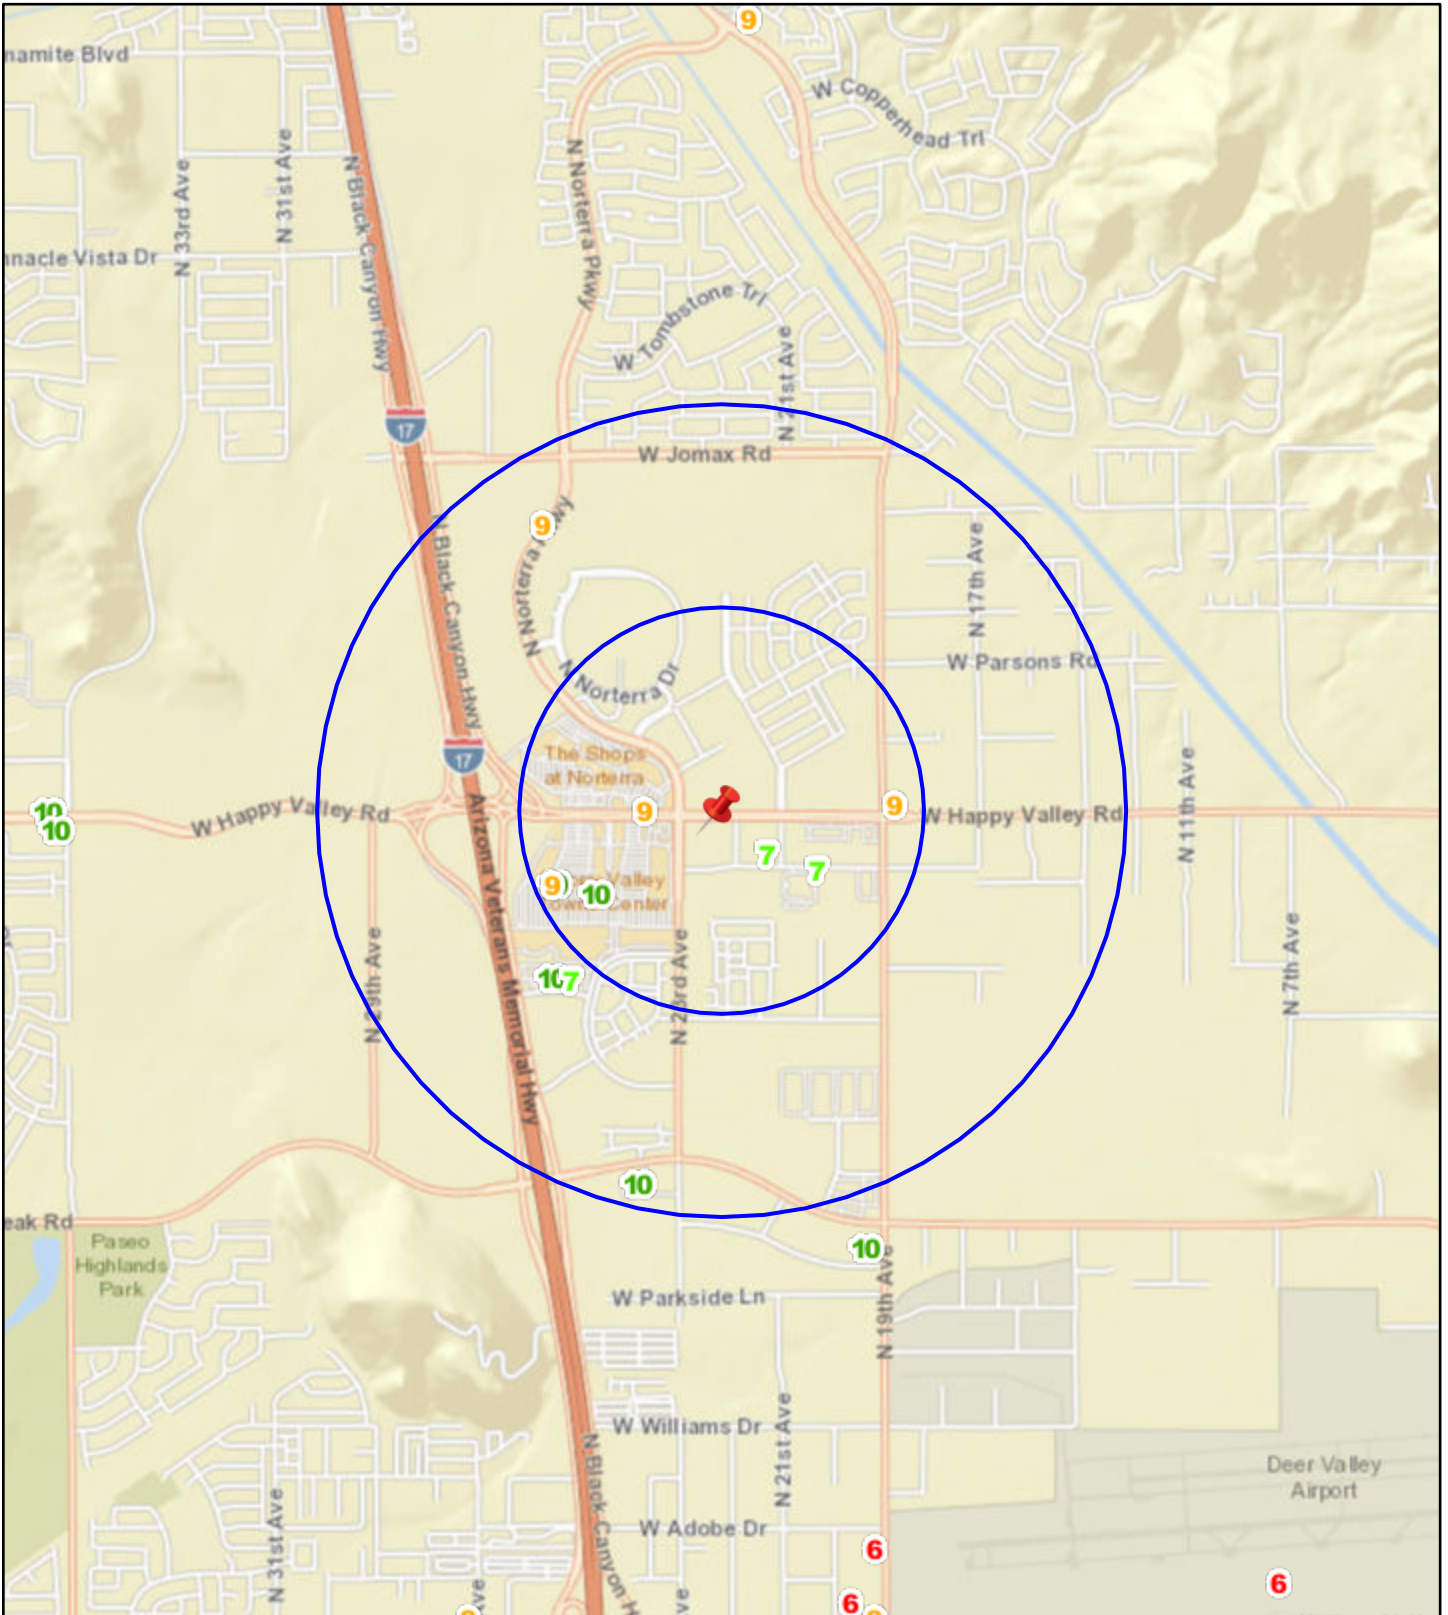 9
namite Blvd
W Copperhead Trl
N 31st Ave
N 33rd Ave
N Black Canyon Hwy
N Norterra Pkwy
nnacle Vista Dr
W Tombstone Trl
N 21st Ave
17
W Jomax Rd
9
N Norterra
wy
N Black Canyon Hwy
N 17th Ave
N
W Parsons Rd
N Norterra Dr
17
The Shops
at Norterra
N 11th Ave
10
10
W Happy Valley Rd
9
9
W Happy Valley Rd
7
7
9
10
Valley
Center
Arizona Veterans Memorial Hwy
N 29th Ave
N 23rd Ave
N 7th Ave
10
7
10
eak Rd
Paseo
Highlands
Park
10
N 19th Ave
W Parkside Ln
W Williams Dr
N 21st Ave
N Black Canyon H
Deer Valley
Airport
N 31st Ave
W Adobe Dr
6
6
6
ve
ve